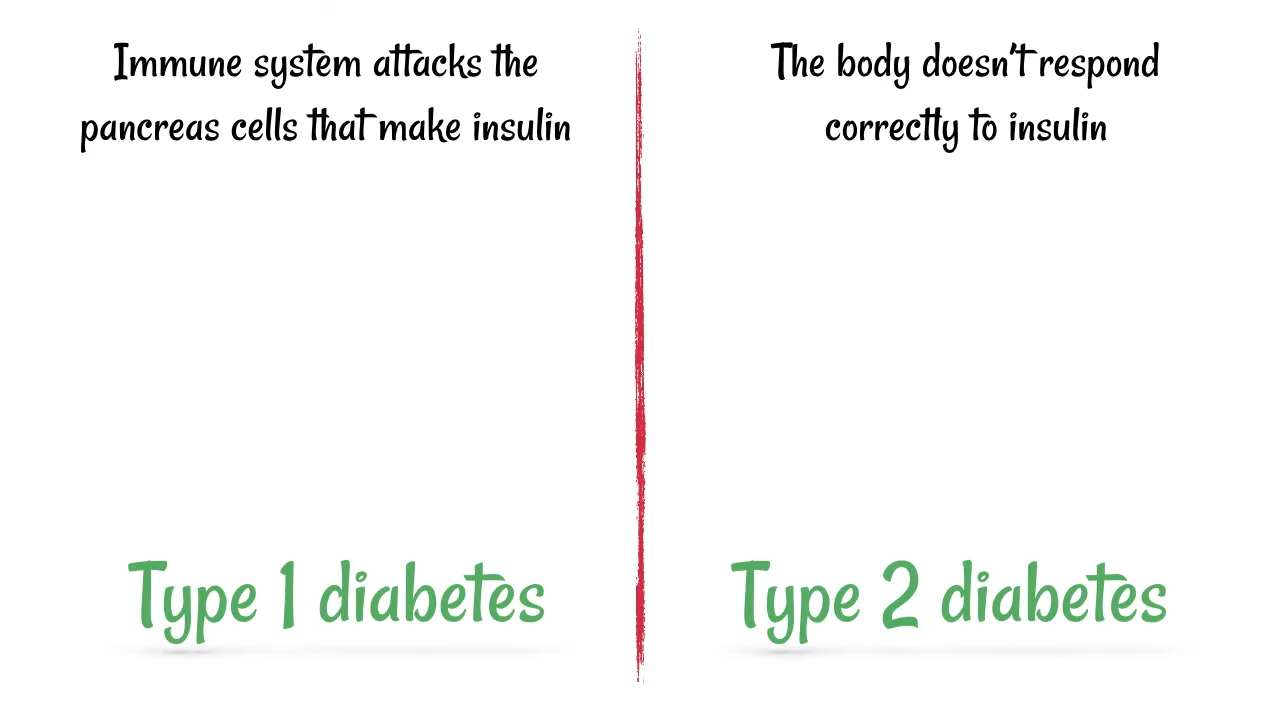 Immune system attacks the
pancreas cells that make insulin
Type 1 diabetes
The body doesn't respond
correctly to insulin
Type 2 diabetes